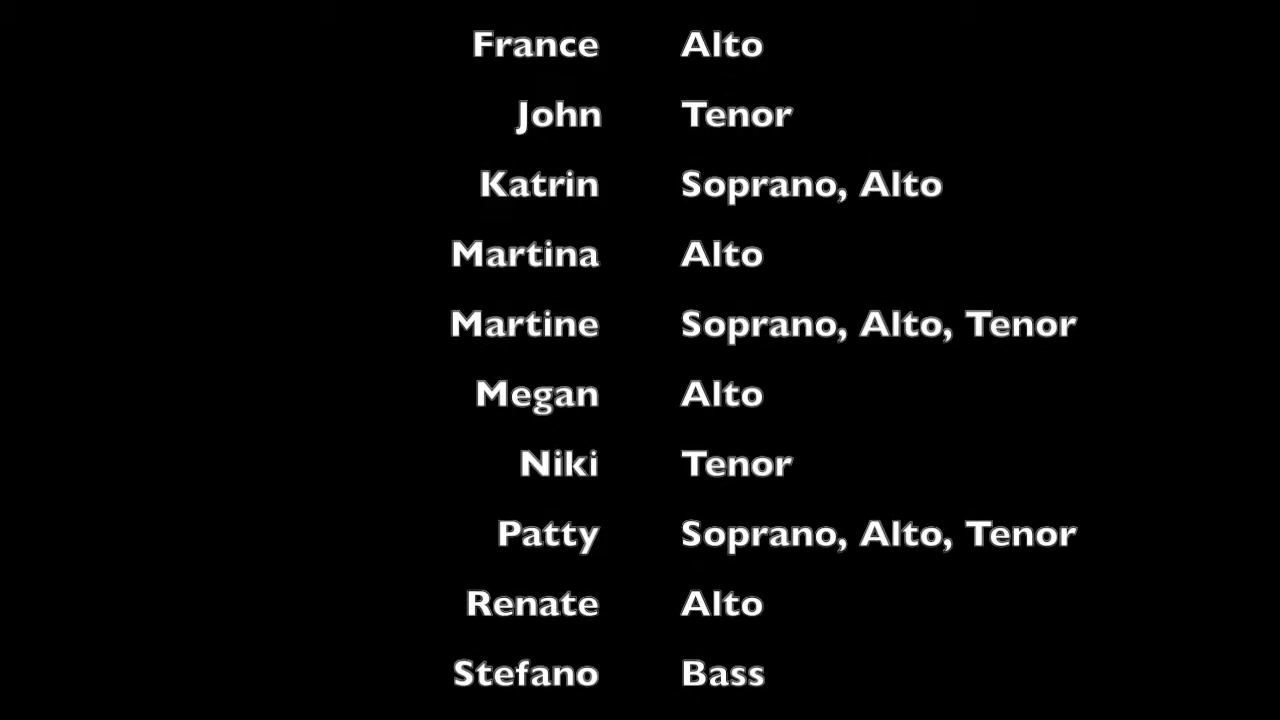 France Alto
John Tenor
Katrin Soprano, Alto
Martina Alto
Martine Soprano, Alto, Tenor
Megan Alto
Niki Tenor
Patty Soprano, Alto, Tenor
Renate Alto
Stefano Bass